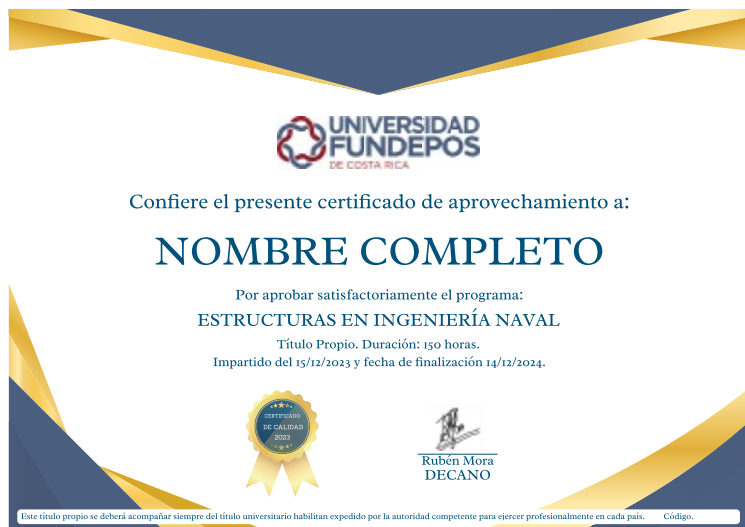 UNIVERSIDAD
FUNDEPOS
DE COSTA RICA
Confiere el presente certificado de aprovechamiento a:
NOMBRE COMPLETO
Por aprobar satisfactoriamente el programa:
ESTRUCTURAS EN INGENIERÍA NAVAL
Título Propio. Duración: 150 horas.
Impartido del 15/12/2023 y fecha de finalización 14/12/2024.
CERTIFICADO
DE CALIDAD
2023
Rubén Mora
DECANO
Este título propio se deberá acompañar siempre del título universitario habilitan expedido por la autoridad competente para ejercer profesionalmente en cada país. Código.